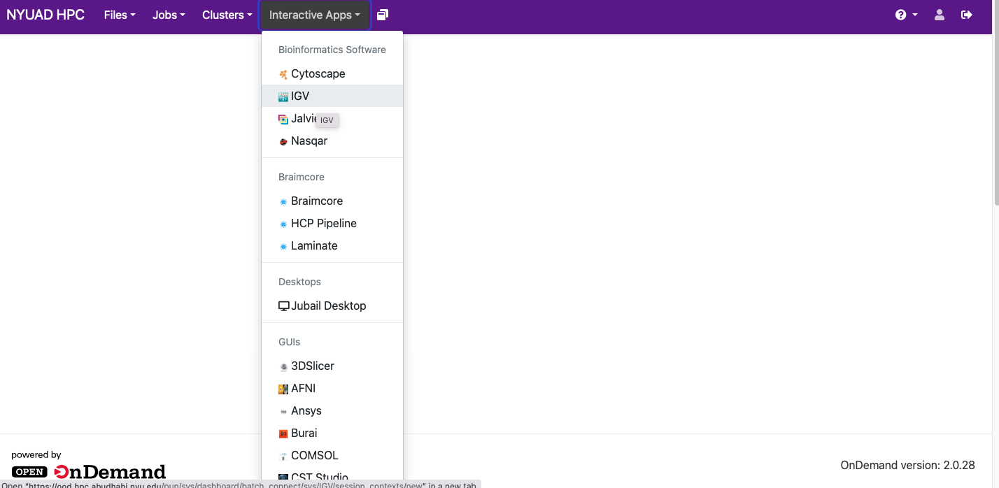 NYUAD HPC Files Jobs Clusters Interactive Apps
Bioinformatics Software
Cytoscape
IGV
Jalvie
IGV
Nasqar
Braimcore
Braimcore
HCP Pipeline
Laminate
Desktops
Jubail Desktop
GUIs
3DSlicer
AFNI
Ansys
Burai
COMSOL
CST Studio
powered by
OPEN OnDemand
OnDemand version: 2.0.28
Open “https://ood.hpc.abudhabi.nyu.edu/pun/sys/dashboard/batch_connect/sys/IGV/session_contexts/new” in a new tab